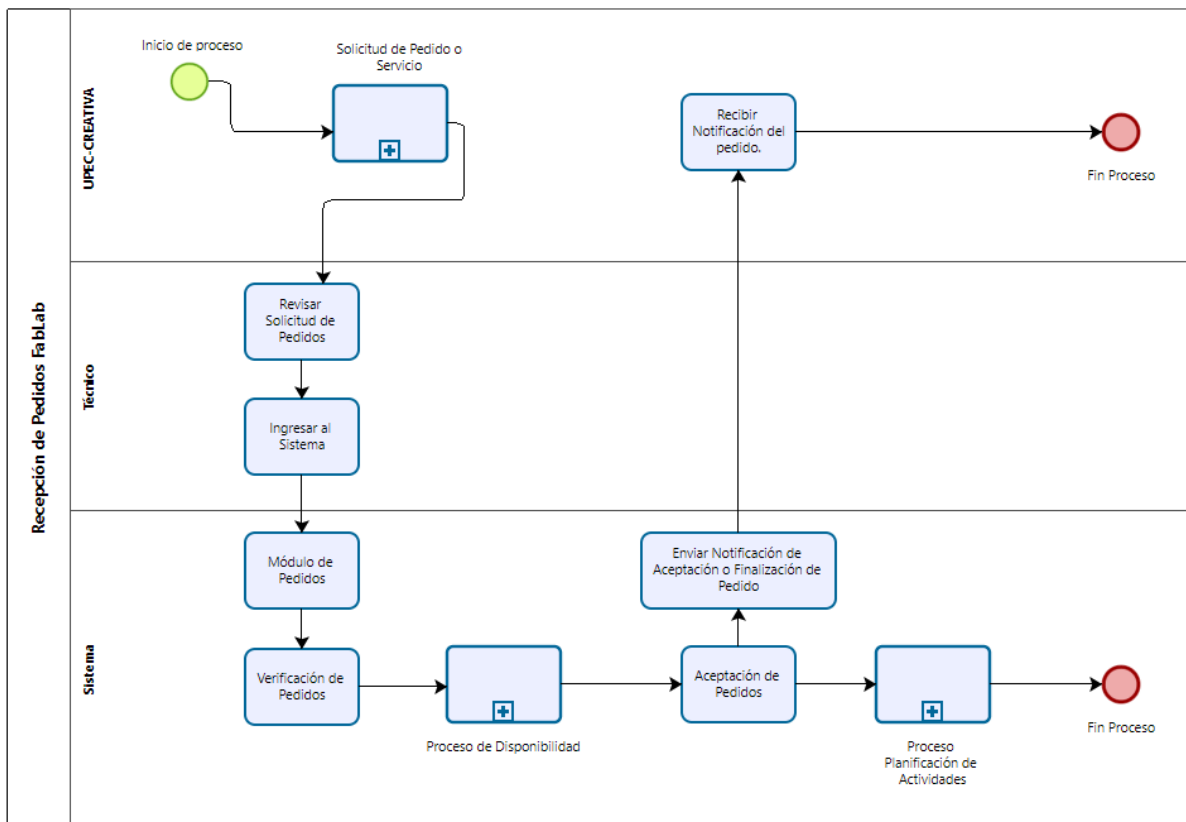 Recepción de Pedidos FabLab
UPEC-CREATIVA
Inicio de proceso
Solicitud de Pedido o
Servicio
Recibir
Notificación del
pedido.
Fin Proceso
Técnico
Revisar
Solicitud de
Pedidos
Ingresar al
Sistema
Sistema
Módulo de
Pedidos
Enviar Notificación de
Aceptación o Finalización de
Pedido
Verificación de
Pedidos
Proceso de Disponibilidad
Aceptación de
Pedidos
Proceso
Planificación de
Actividades
Fin Proceso